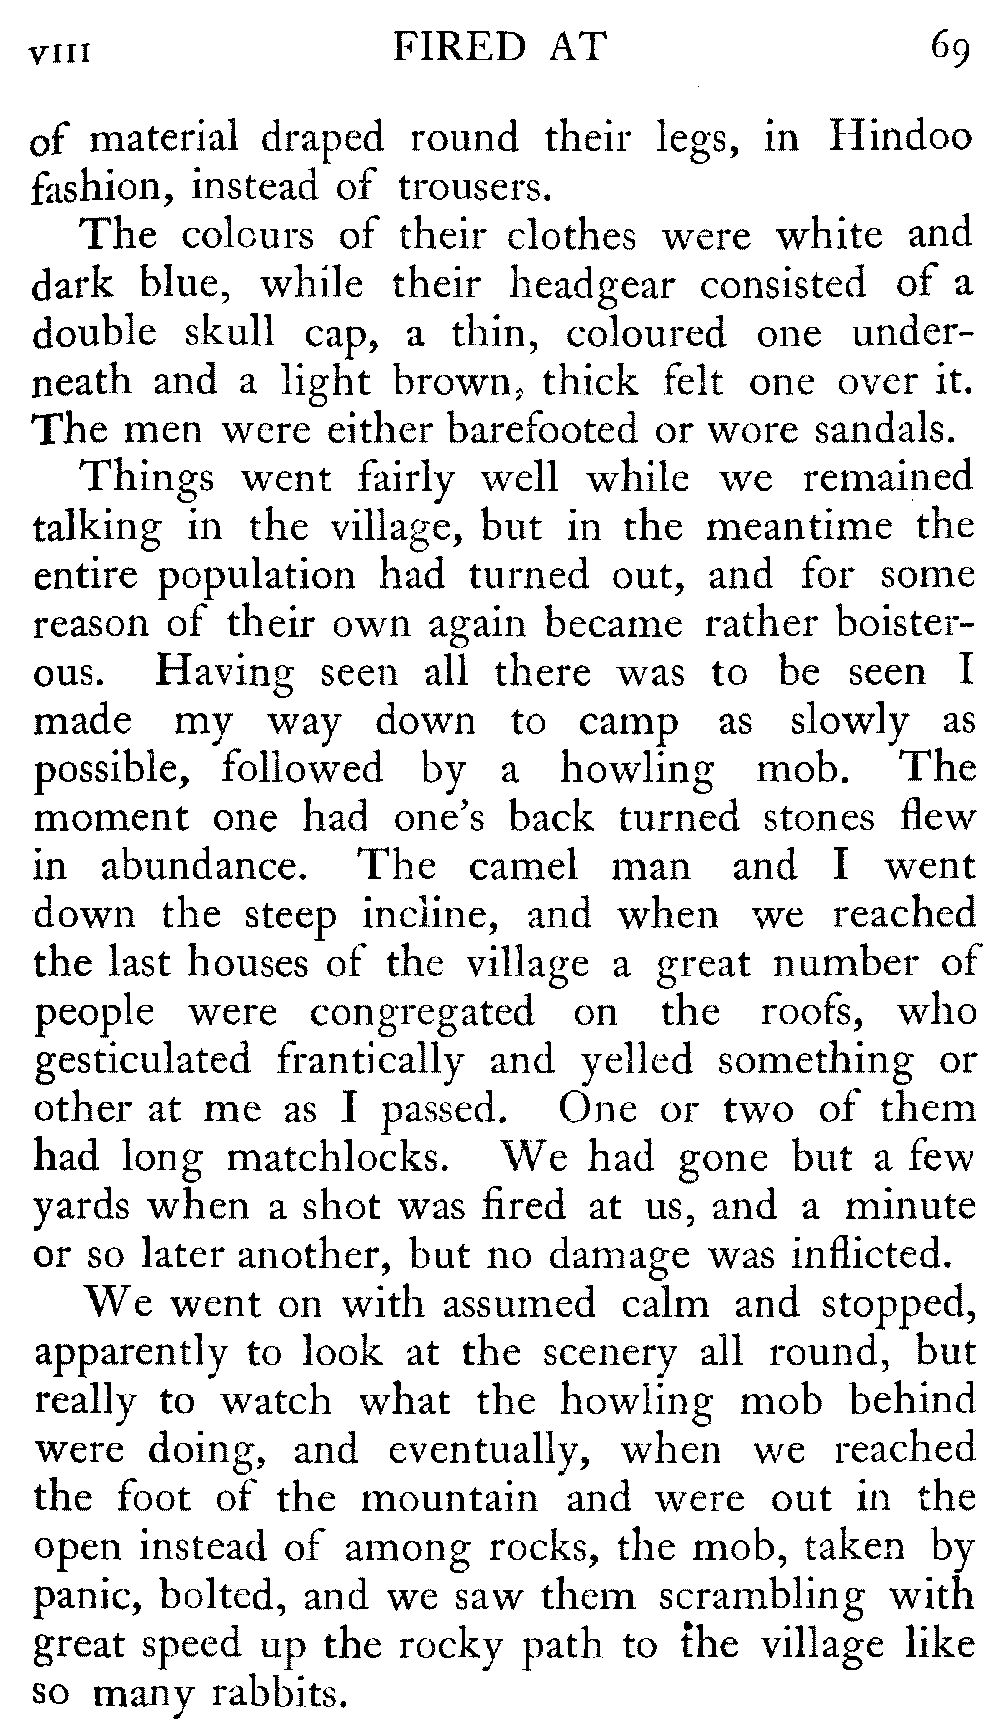 VIII FIRED AT 69
of material draped round their legs, in Hindoo
fashion, instead of trousers.
The colours of their clothes were white and
dark blue, while their headgear consisted of a
double skull cap, a thin, coloured one under-
neath and a light brown, thick felt one over it.
The men were either barefooted or wore sandals.
Things went fairly well while we remained
talking in the village, but in the meantime the
entire population had turned out, and for some
reason of their own again became rather boister-
ous. Having seen all there was to be seen I
made my way down to camp as slowly as
possible, followed by a howling mob. The
moment one had one's back turned stones flew
in abundance. The camel man and I went
down the steep incline, and when we reached
the last houses of the village a great number of
people were congregated on the roofs, who
gesticulated frantically and yelled something or
other at me as I passed. One or two of them
had long matchlocks. We had gone but a few
yards when a shot was fired at us, and a minute
or so later another, but no damage was inflicted.
We went on with assumed calm and stopped,
apparently to look at the scenery all round, but
really to watch what the howling mob behind
were doing, and eventually, when we reached
the foot of the mountain and were out in the
open instead of among rocks, the mob, taken by
panic, bolted, and we saw them scrambling with
great speed up the rocky path to the village like
so many rabbits.